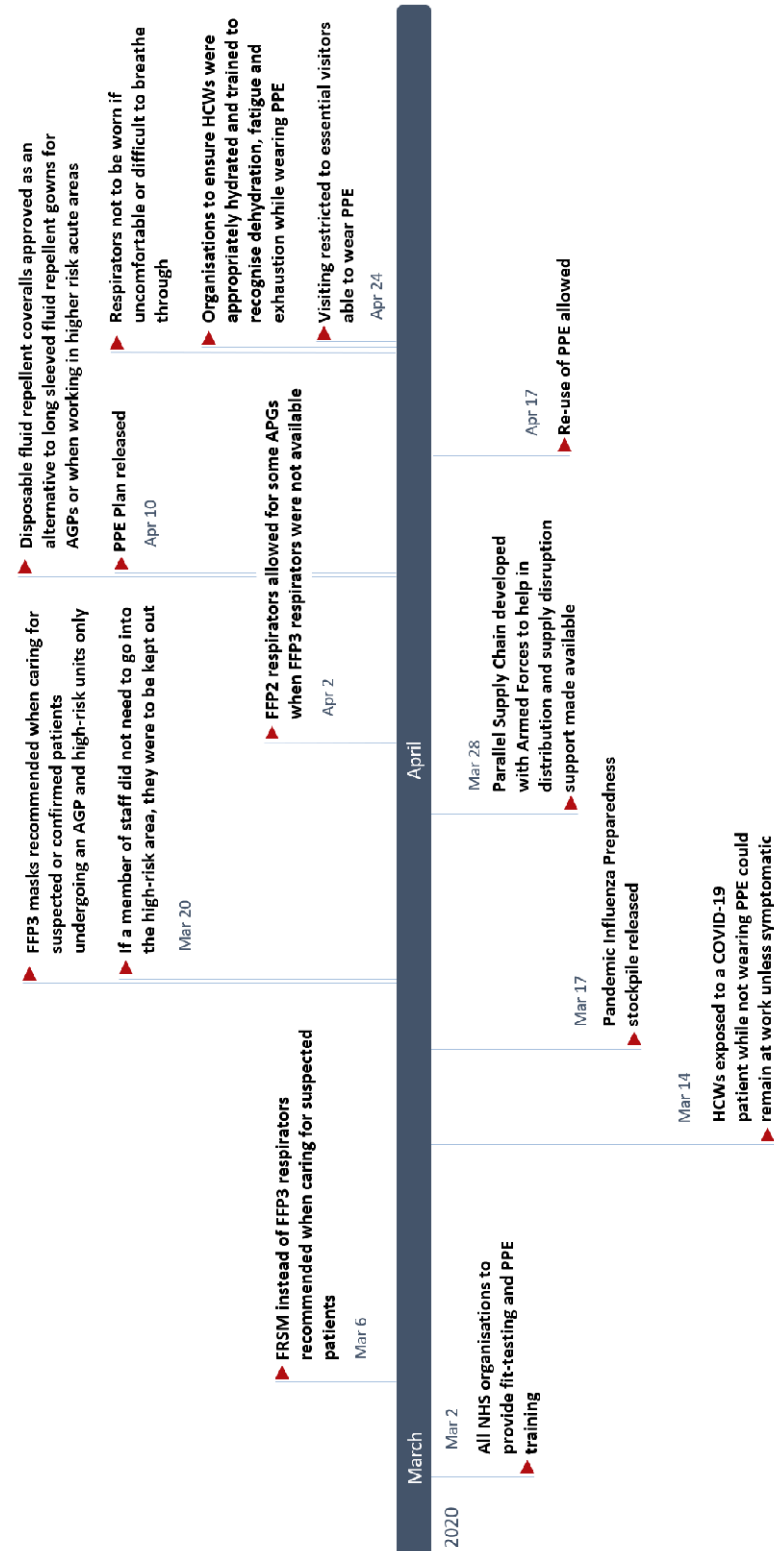 FFP3 masks recommended when caring for
suspected or confirmed patients
undergoing an AGP and high-risk units only
If a member of staff did not need to go into
the high-risk area, they were to be kept out
Mar 20
Disposable fluid repellent coveralls approved as an
alternative to long sleeved fluid repellent gowns for
AGPs or when working in higher risk acute areas
PPE Plan released
Apr 10
Respirators not to be worn if
uncomfortable or difficult to breathe
through
Organisations to ensure HCWs were
appropriately hydrated and trained to
recognise dehydration, fatigue and
exhaustion while wearing PPE
Visiting restricted to essential visitors
able to wear PPE
Apr 24
FRSM instead of FFP3 respirators
recommended when caring for suspected
patients
Mar 6
FFP2 respirators allowed for some APGs
when FFP3 respirators were not available
Apr 2
March
April
2020
Mar 2
All NHS organisations to
provide fit-testing and PPE
training
Mar 14
HCWs exposed to a COVID-19
patient while not wearing PPE could
remain at work unless symptomatic
Mar 17
Pandemic Influenza Preparedness
stockpile released
Mar 28
Parallel Supply Chain developed
with Armed Forces to help in
distribution and supply disruption
support made available
Apr 17
Re-use of PPE allowed